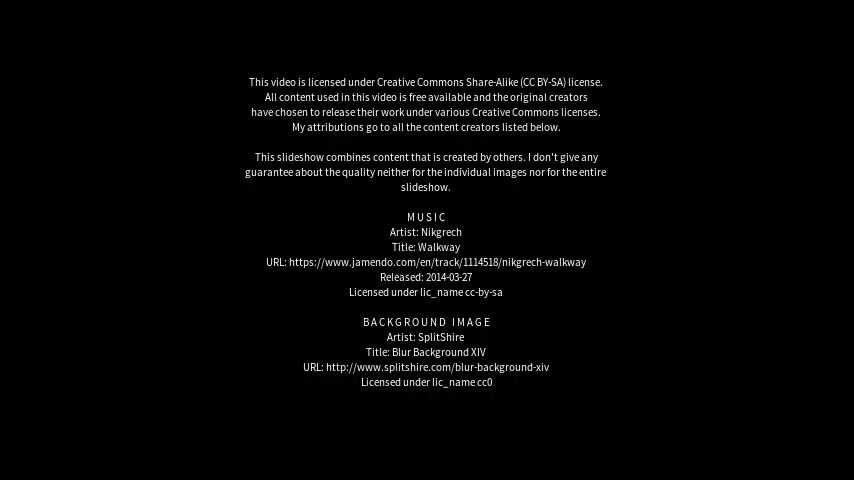 This video is licensed under Creative Commons Share-Alike (CC BY-SA) license.
All content used in this video is free available and the original creators
have chosen to release their work under various Creative Commons licenses.
My attributions go to all the content creators listed below.
This slideshow combines content that is created by others. I don't give any
guarantee about the quality neither for the individual images nor for the entire
slideshow.
MUSIC
Artist: Nikgrech
Title: Walkway
URL: https://www.jamendo.com/en/track/1114518/nikgrech-walkway
Released: 2014-03-27
Licensed under lic_name cc-by-sa
BACKGROUND IMAGE
Artist: SplitShire
Title: Blur Background XIV
URL: http://www.splitshire.com/blur-background-xiv
Licensed under lic_name cc0